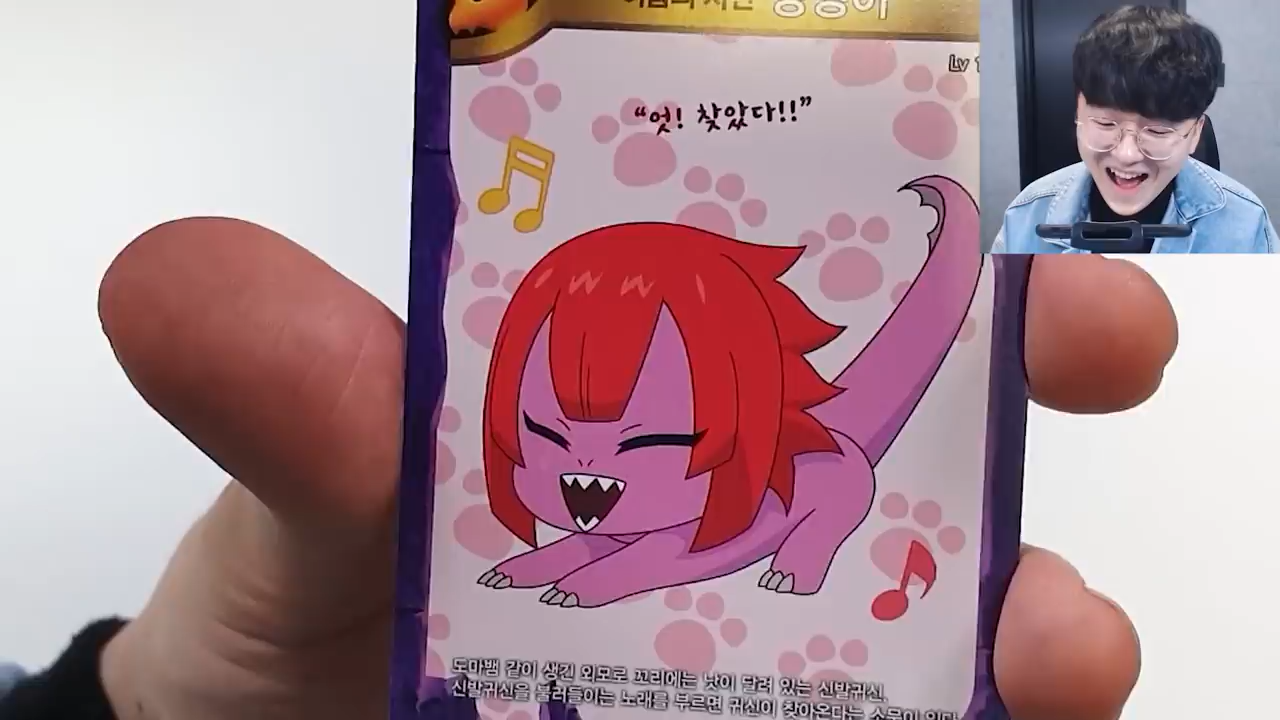 Lv 1
“엇! 찾았다!!”
도마뱀 같이 생긴 외모로 꼬리에는 낫이 달려 있는 신발귀신.
신발귀신을 불러들이는 노래를 부르면 귀신이 찾아온다는 소문이 있다